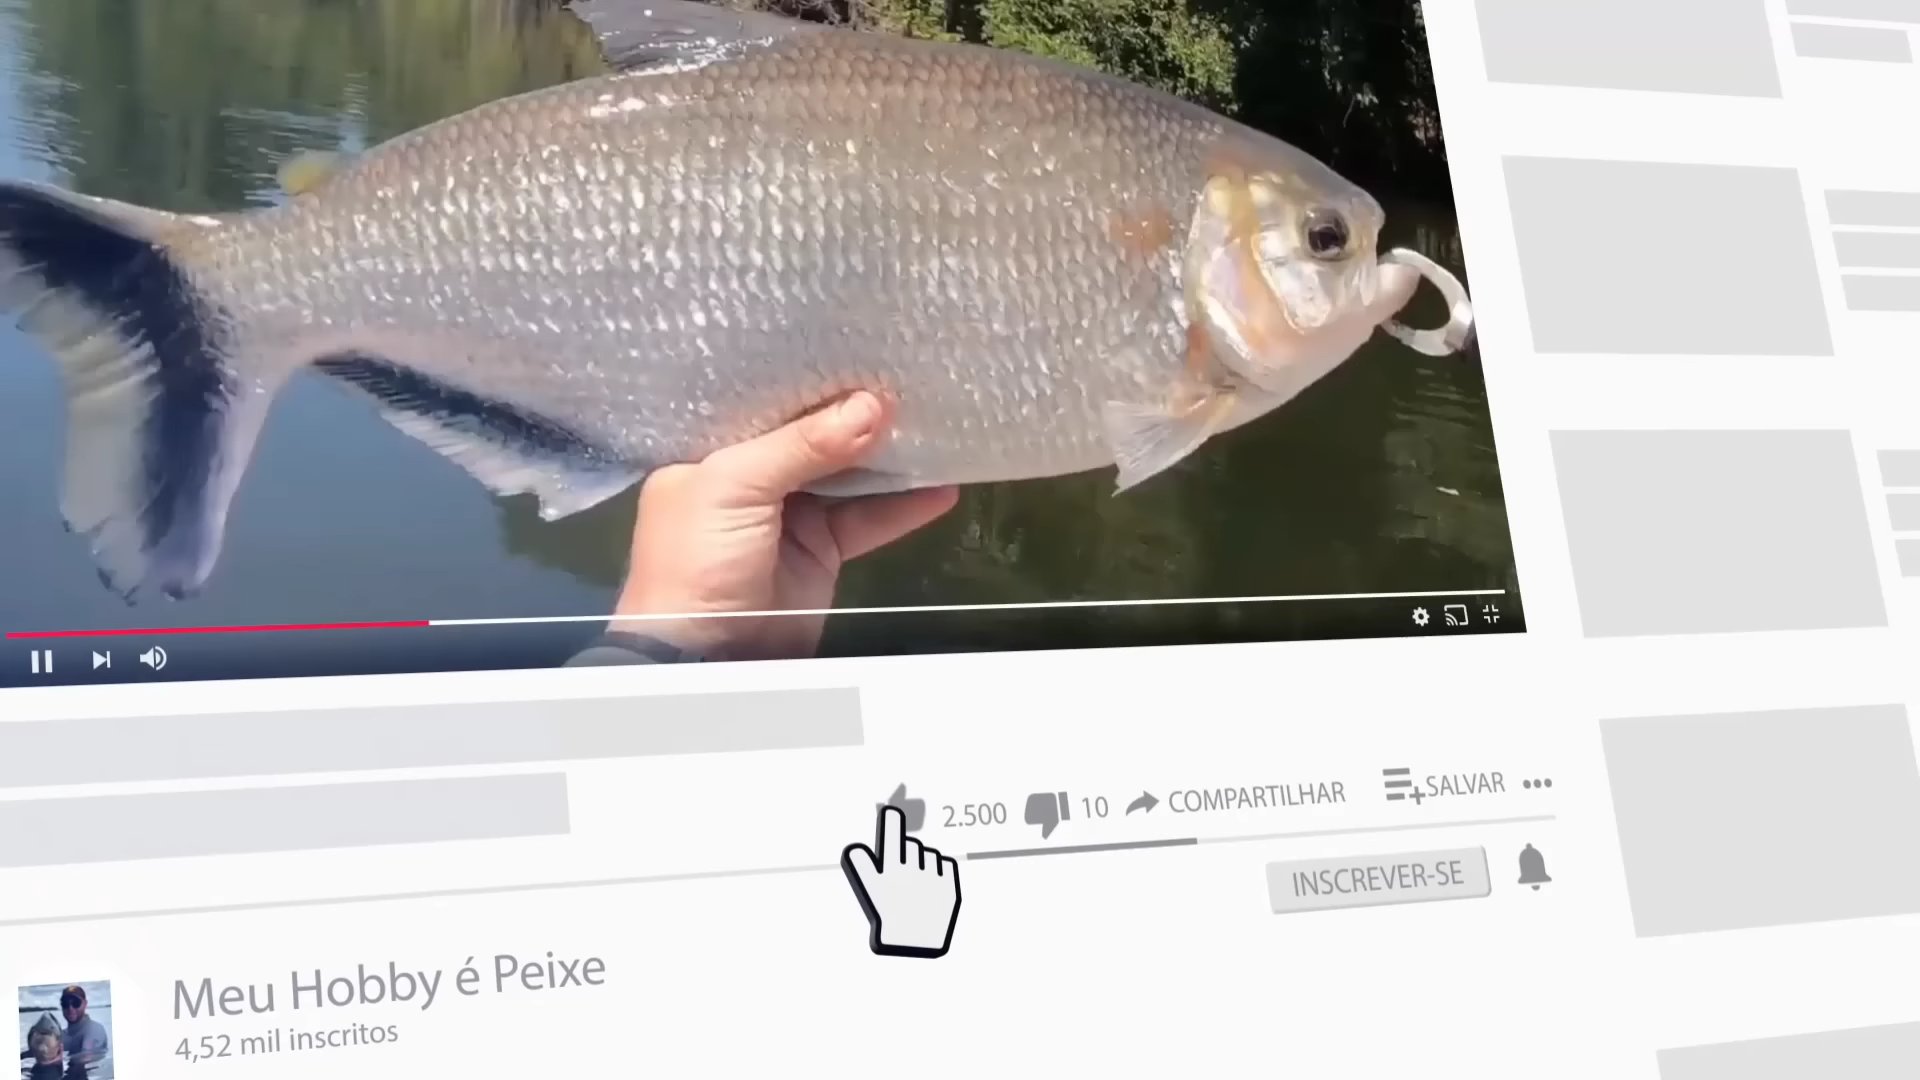 2.500
10
COMPARTILHAR
SALVAR
INSCREVER-SE
Meu Hobby é Peixe
4,52 mil inscritos